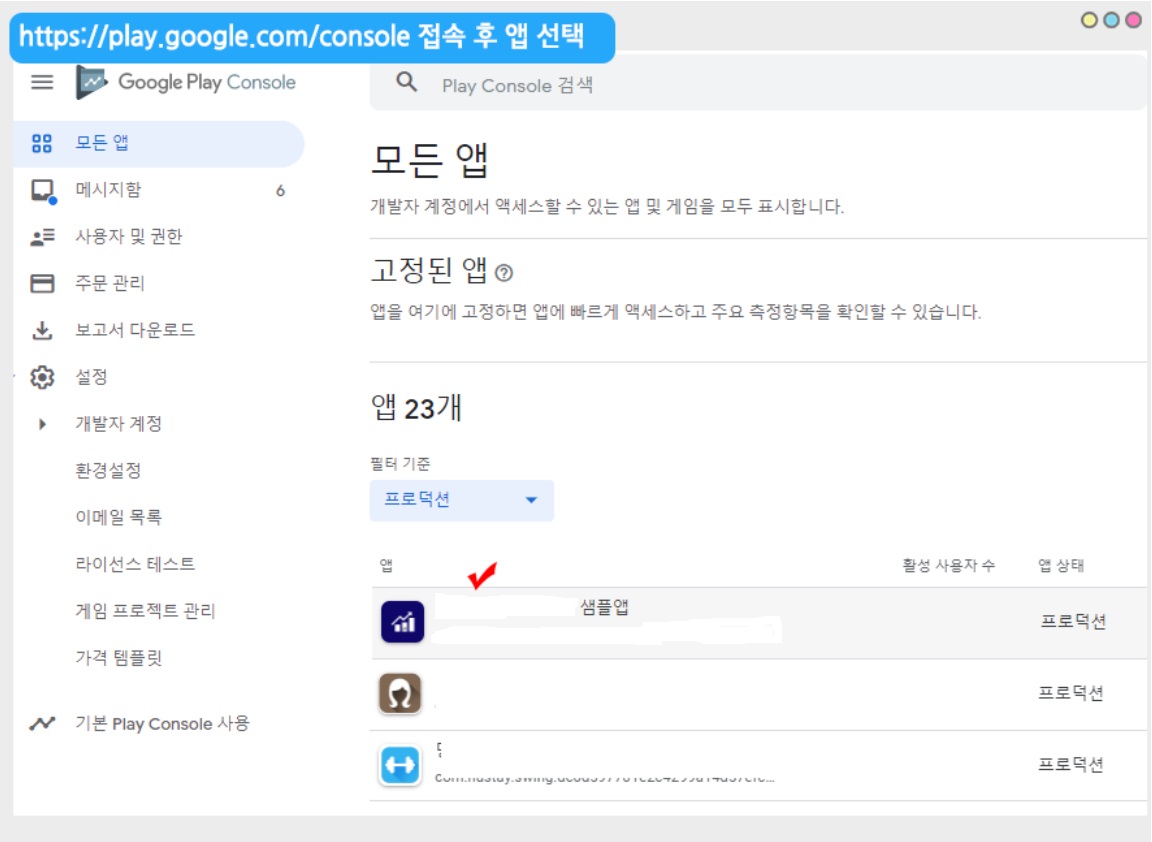 https://play.google.com/console 접속 후 앱 선택
Google Play Console
Play Console 검색
모든 앱
메시지함 6
사용자 및 권한
주문 관리
보고서 다운로드
설정
개발자 계정
환경설정
이메일 목록
라이선스 테스트
게임 프로젝트 관리
가격 템플릿
기본 Play Console 사용
모든 앱
개발자 계정에서 액세스할 수 있는 앱 및 게임을 모두 표시합니다.
고정된 앱
앱을 여기에 고정하면 앱에 빠르게 액세스하고 주요 측정항목을 확인할 수 있습니다.
앱 23개
필터 기준
프로덕션
앱 활성 사용자 수 앱 상태
샘플앱 프로덕션
프로덕션
프로덕션